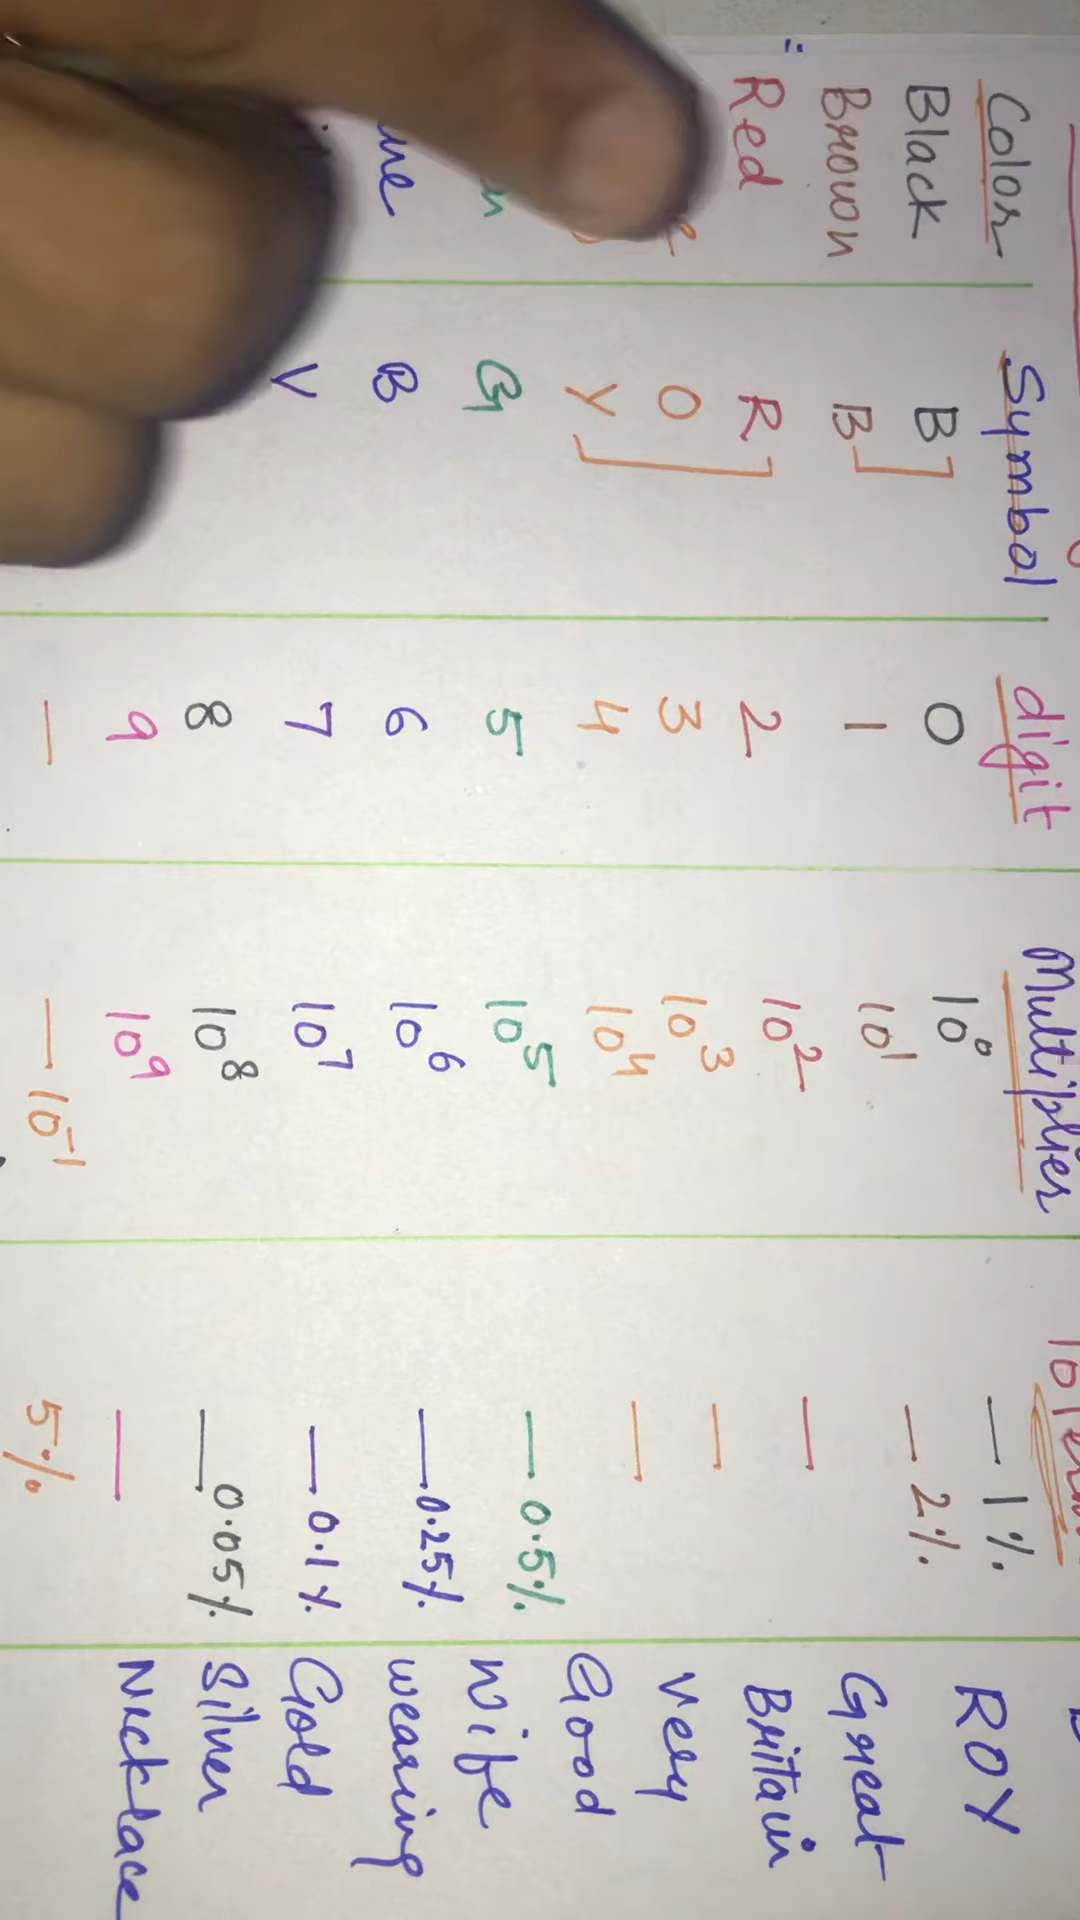 Color Symbol digit Multiplier
Black B 0 10⁰ — 1%. ROY
Brown B 1 10¹ — 2%. Great
Red R 2 10² — Britain
O 3 10³ — Very
Y 4 10⁴ — Good
G 5 10⁵ — 0.5%. Wife
B 6 10⁶ — 0.25%. wearing
V 7 10⁷ — 0.1%. Gold
8 10⁸ — 0.05%. Silver
9 10⁹ — Nicklace
— — 10⁻¹ 5%.